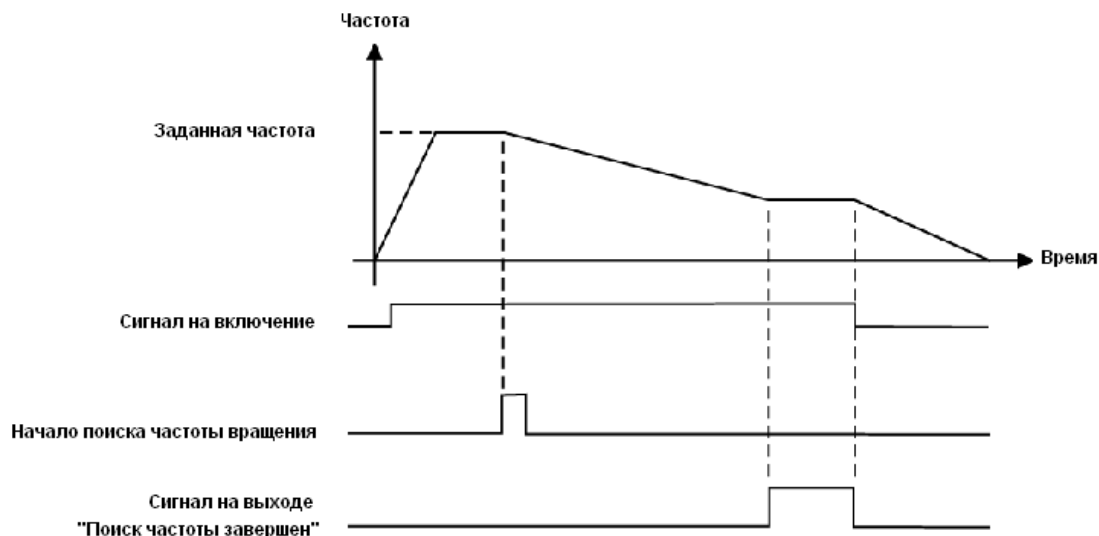 Частота
Заданная частота
Время
Сигнал на включение
Начало поиска частоты вращения
Сигнал на выходе
"Поиск частоты завершен"